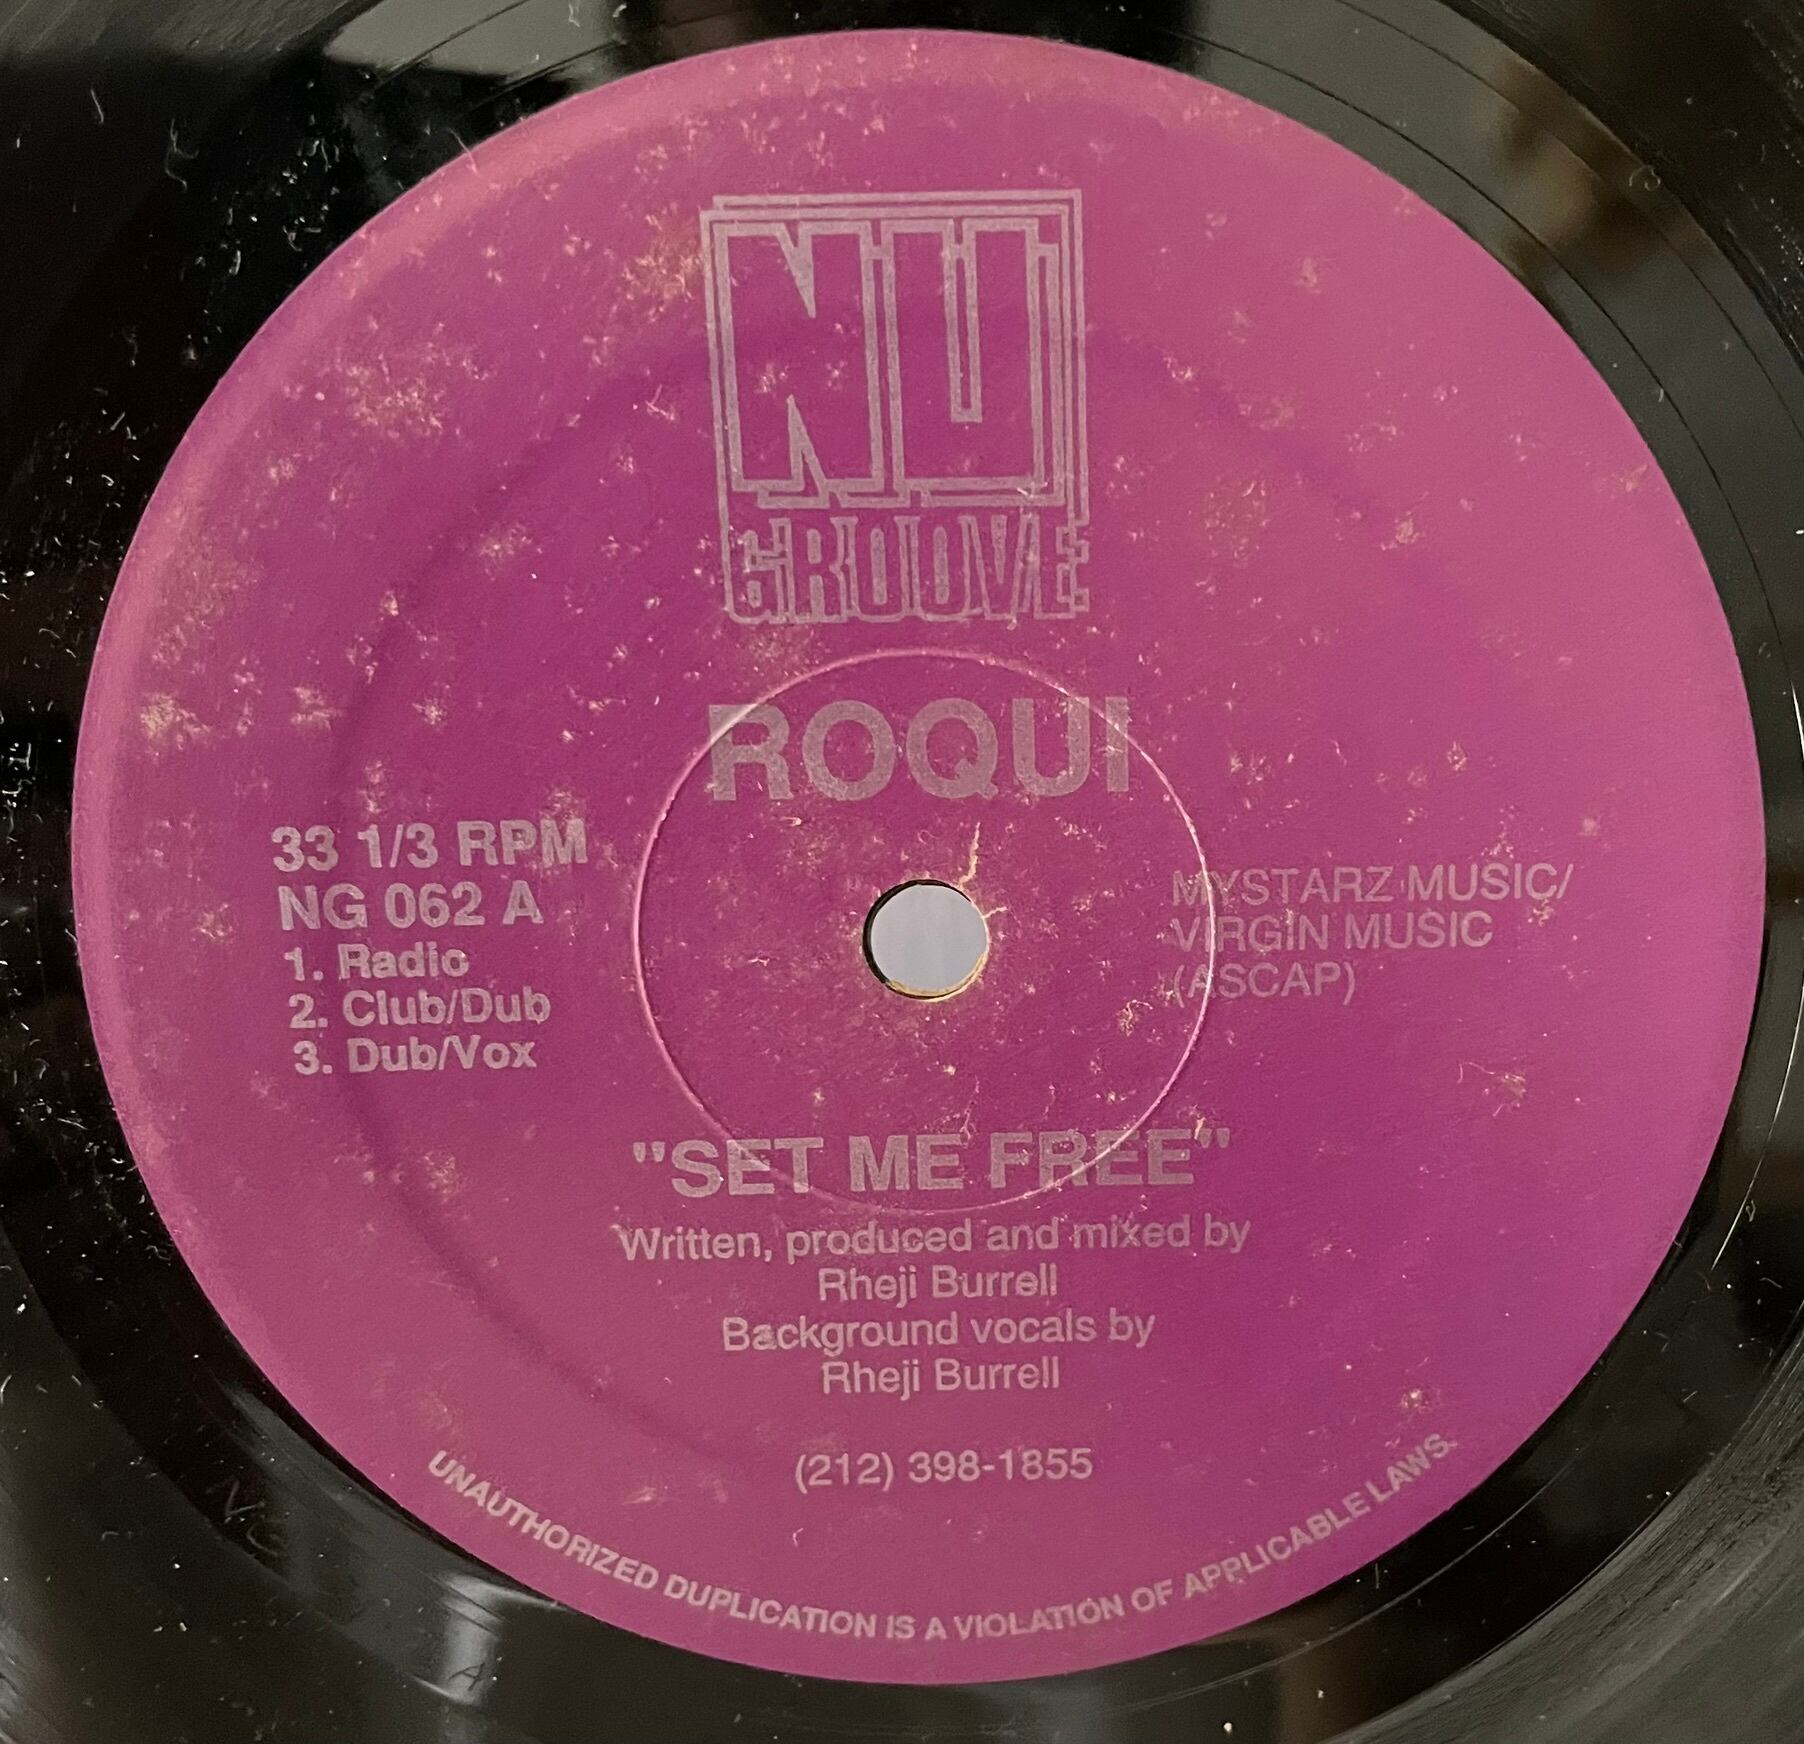 NU
GROOVE
ROQUI
33 1/3 RPM
NG 062 A
1. Radio
2. Club/Dub
3. Dub/Vox
MYSTARZ MUSIC/
VIRGIN MUSIC
(ASCAP)
"SET ME FREE"
Written, produced and mixed by
Rheji Burrell
Background vocals by
Rheji Burrell
(212) 398-1855
UNAUTHORIZED DUPLICATION IS A VIOLATION OF APPLICABLE LAWS.